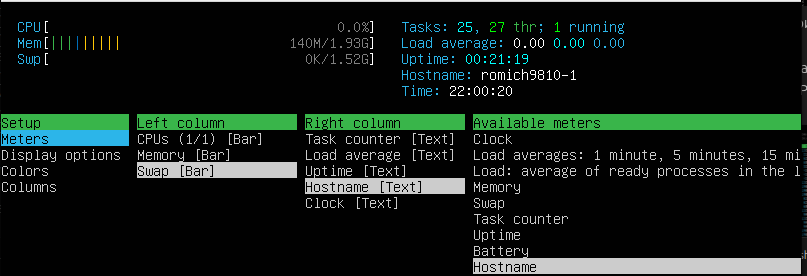 CPU[ 0.0%] Tasks: 25, 27 thr; 1 running
Mem[||||||||| 140M/1.93G] Load average: 0.00 0.00 0.00
Swp[ 0K/1.52G] Uptime: 00:21:19
Hostname: romich9810-1
Time: 22:00:20
Setup Left column Right column Available meters
Meters CPUs (1/1) [Bar] Task counter [Text] Clock
Display options Memory [Bar] Load average [Text] Load averages: 1 minute, 5 minutes, 15 mi
Colors Swap [Bar] Uptime [Text] Load: average of ready processes in the l
Columns Hostname [Text] Memory
Clock [Text] Swap
Task counter
Uptime
Battery
Hostname